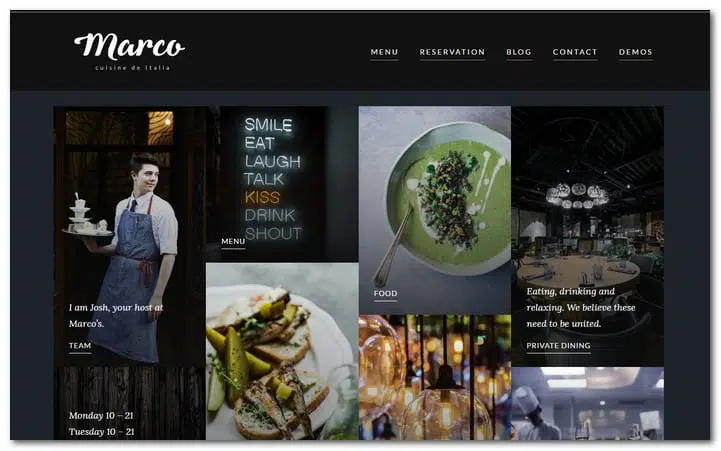 Marco
cuisine de Italia
MENU RESERVATION BLOG CONTACT DEMOS
SMILE
EAT
LAUGH
TALK
KISS
DRINK
SHOUT
MENU
I am Josh, your host at
Marco's.
TEAM
FOOD
Eating, drinking and
relaxing. We believe these
need to be united.
PRIVATE DINING
Monday 10 – 21
Tuesday 10 – 21